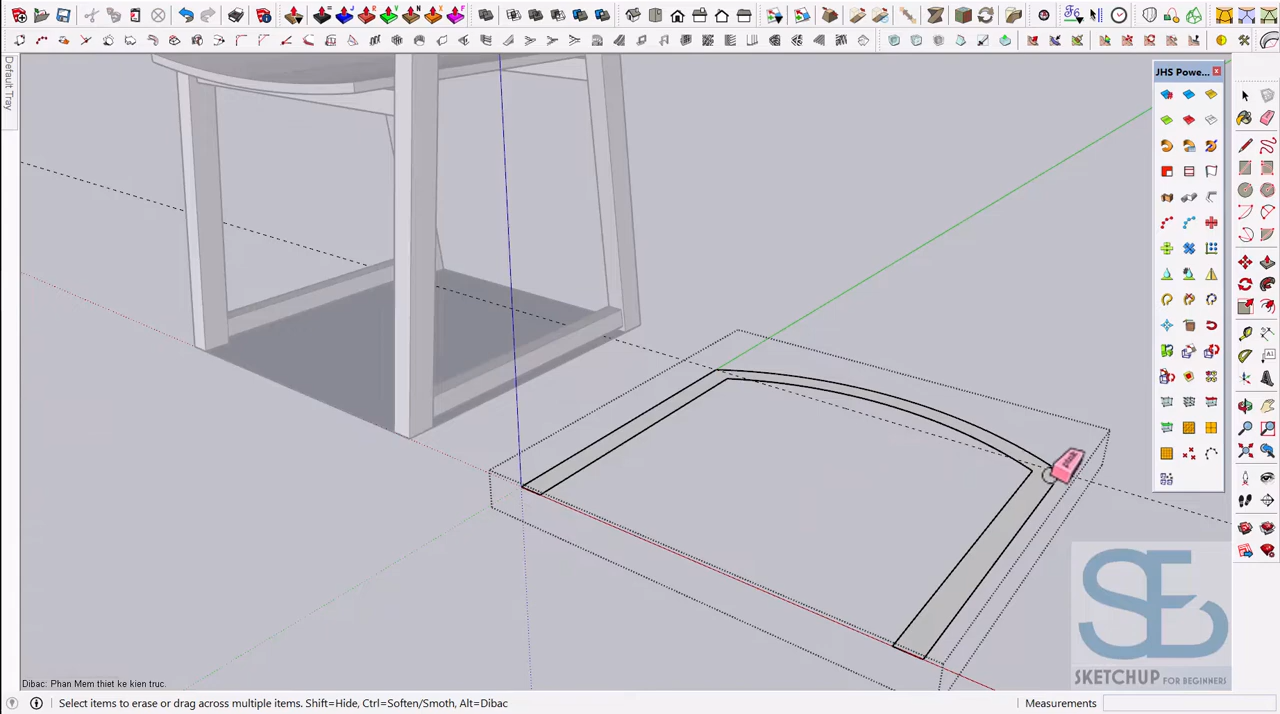 JHS Powe...
Default Tray
SKETCHUP FOR BEGINNERS
Dibac: Phan Mem thiet ke kien truc.
Select items to erase or drag across multiple items. Shift=Hide, Ctrl=Soften/Smoth, Alt=Dibac
Measurements